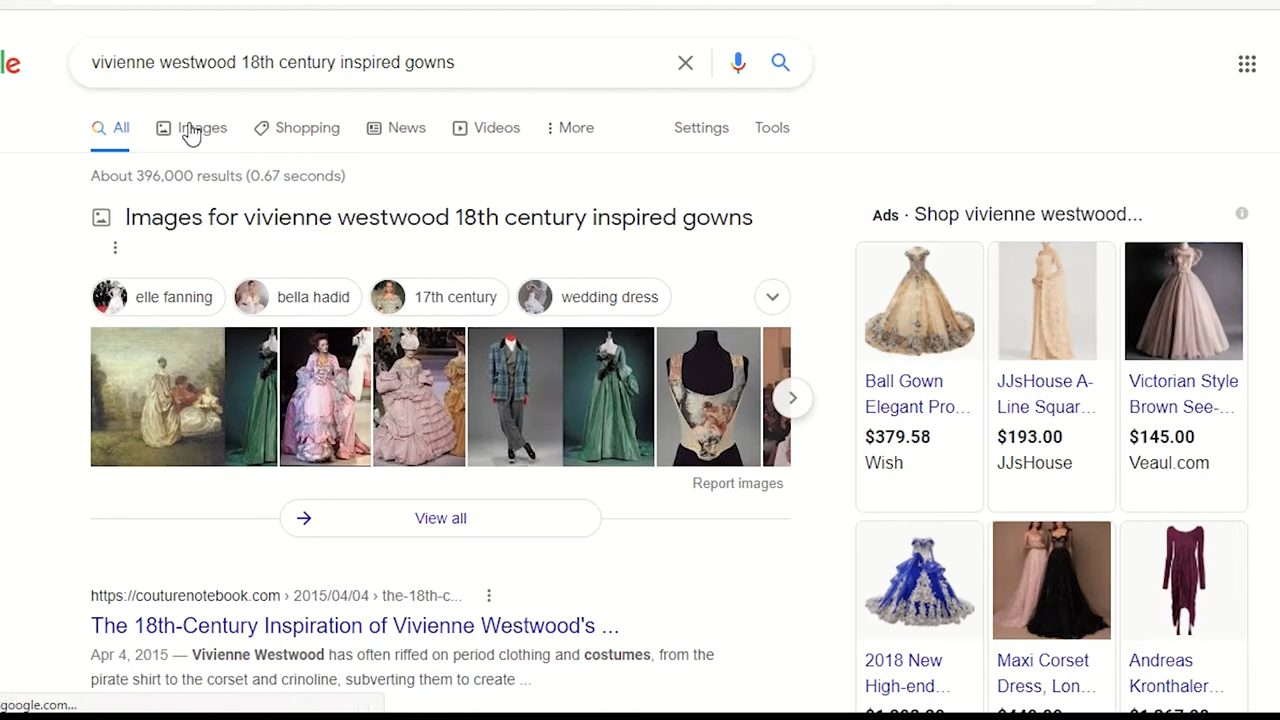 le
vivienne westwood 18th century inspired gowns
All
Images
Shopping
News
Videos
More
Settings
Tools
About 396,000 results (0.67 seconds)
Images for vivienne westwood 18th century inspired gowns
elle fanning
bella hadid
17th century
wedding dress
Report images
View all
https://couturenotebook.com › 2015/04/04 › the-18th-c...
The 18th-Century Inspiration of Vivienne Westwood's ...
Apr 4, 2015 — Vivienne Westwood has often riffed on period clothing and costumes, from the
pirate shirt to the corset and crinoline, subverting them to create ...
Ads · Shop vivienne westwood...
Ball Gown
Elegant Pro...
$379.58
Wish
JJsHouse A-
Line Squar...
$193.00
JJsHouse
Victorian Style
Brown See-...
$145.00
Veaul.com
2018 New
High-end...
Maxi Corset
Dress, Lon...
Andreas
Kronthaler...
google.com...